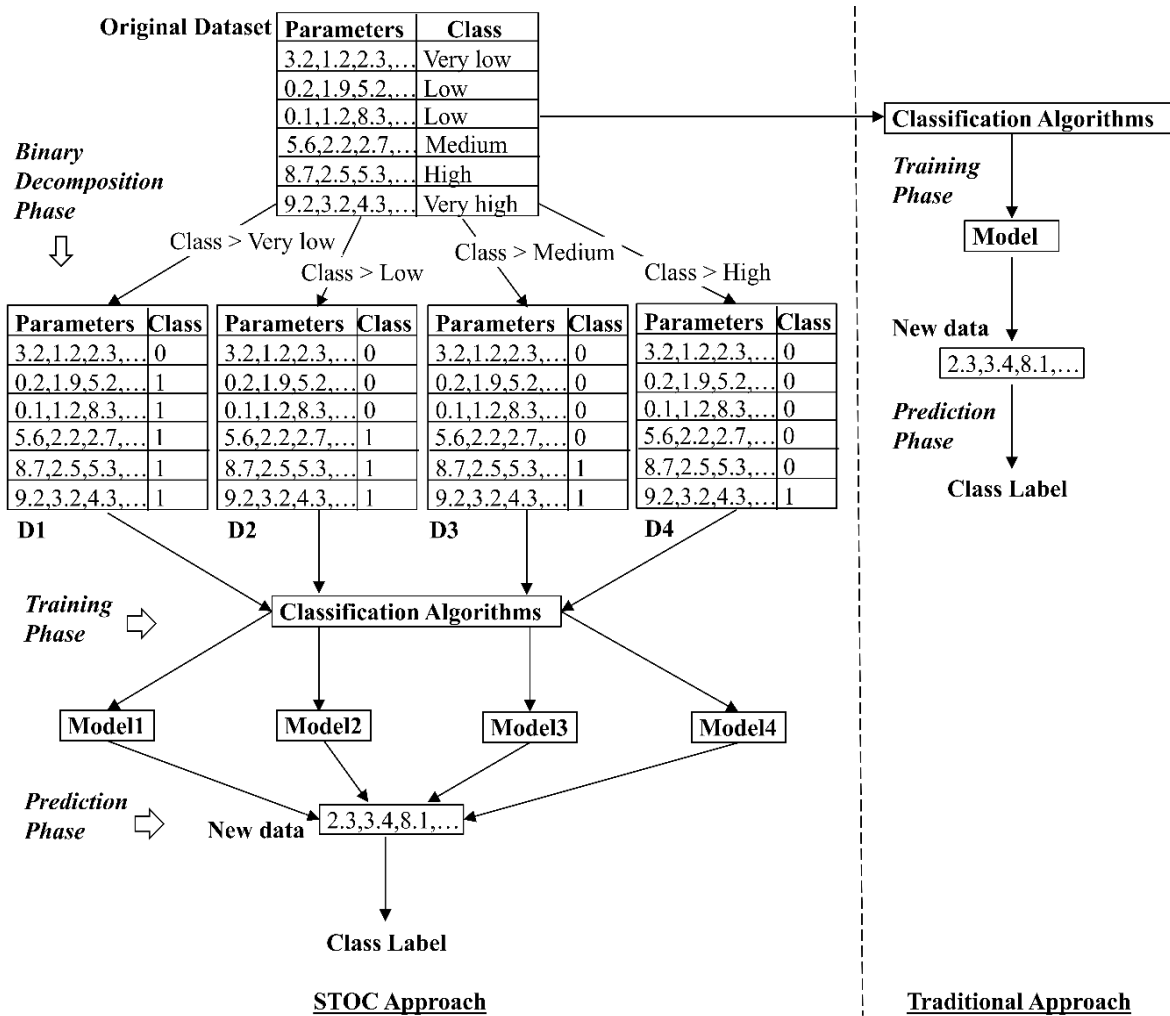 Original Dataset
Parameters Class
3.2,1.2,2.3,… Very low
0.2,1.9,5.2,… Low
0.1,1.2,8.3,… Low
5.6,2.2,2.7,… Medium
8.7,2.5,5.3,… High
9.2,3.2,4.3,… Very high
Binary
Decomposition
Phase
Class > Very low
Class > Low
Class > Medium
Class > High
Parameters Class
3.2,1.2,2.3,… 0
0.2,1.9,5.2,… 1
0.1,1.2,8.3,… 1
5.6,2.2,2.7,… 1
8.7,2.5,5.3,… 1
9.2,3.2,4.3,… 1
D1
Parameters Class
3.2,1.2,2.3,… 0
0.2,1.9,5.2… 0
0.1,1.2,8.3,… 0
5.6,2.2,2.7,… 1
8.7,2.5,5.3,… 1
9.2,3.2,4.3,… 1
D2
Parameters Class
3.2,1.2,2.3,… 0
0.2,1.9,5.2,… 0
0.1,1.2,8.3,… 0
5.6,2.2,2.7,… 0
8.7,2.5,5.3,… 1
9.2,3.2,4.3,… 1
D3
Parameters Class
3.2,1.2,2.3,… 0
0.2,1.9,5.2,… 0
0.1,1.2,8.3,… 0
5.6,2.2,2.7,… 0
8.7,2.5,5.3,… 0
9.2,3.2,4.3,… 1
D4
Training
Phase
Classification Algorithms
Model1
Model2
Model3
Model4
Prediction
Phase
New data
2.3,3.4,8.1,…
Class Label
STOC Approach
Classification Algorithms
Training
Phase
Model
New data
2.3,3.4,8.1,…
Prediction
Phase
Class Label
Traditional Approach